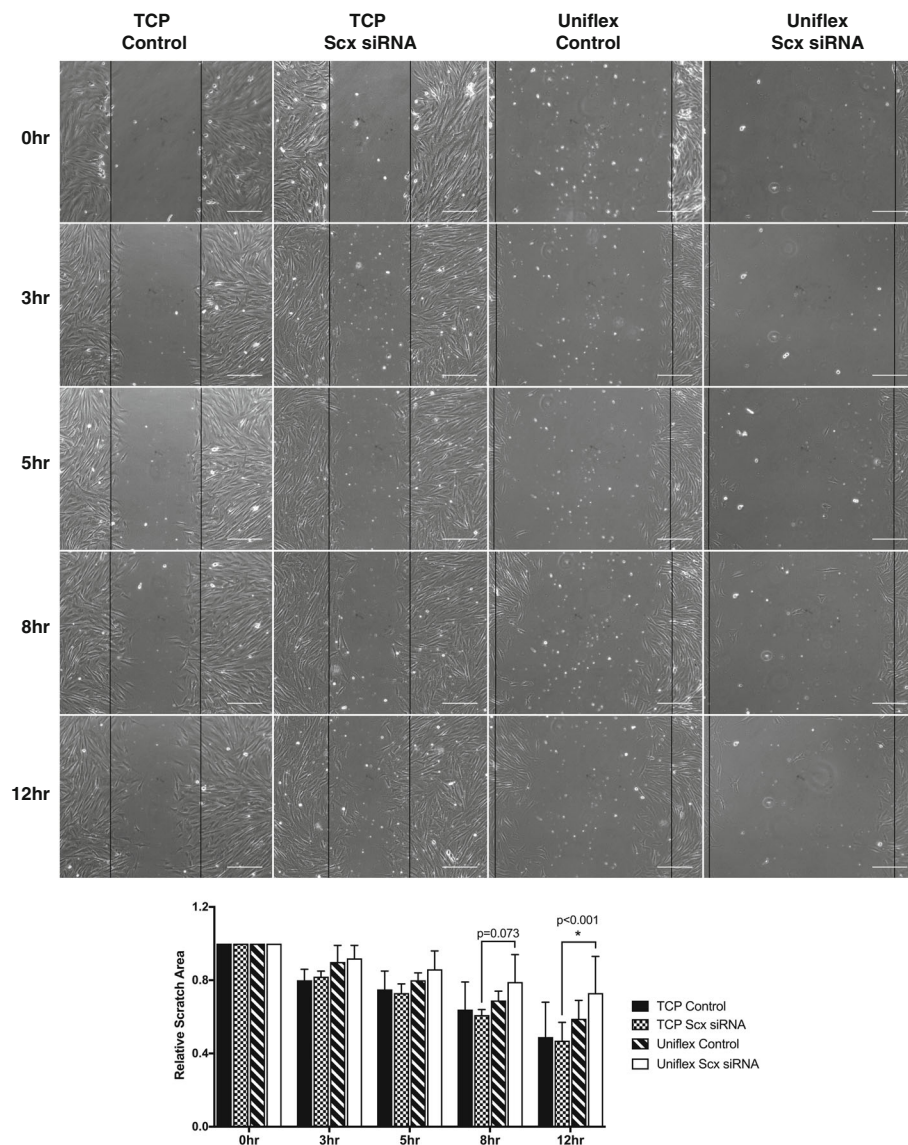 TCP
Control
TCP
Scx siRNA
Uniflex
Control
Uniflex
Scx siRNA
0hr
3hr
5hr
8hr
12hr
1.2
0.8
0.4
0.0
Relative Scratch Area
p=0.073
p<0.001
*
0hr
3hr
5hr
8hr
12hr
TCP Control
TCP Scx siRNA
Uniflex Control
Uniflex Scx siRNA